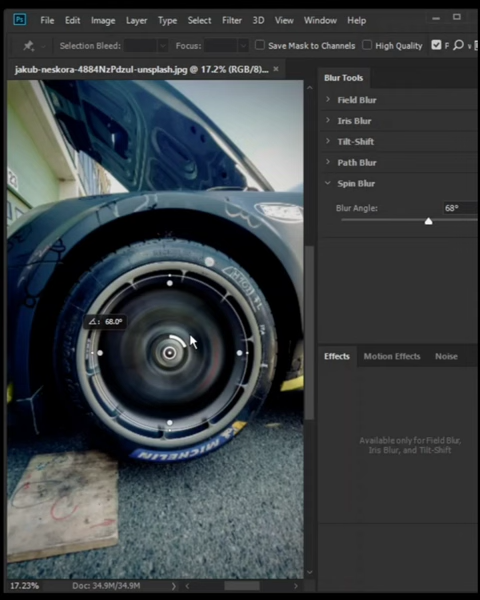 Ps File Edit Image Layer Type Select Filter 3D View Window Help
Selection Bleed: Focus: Save Mask to Channels High Quality
jakub-neskora-4884NzPdzuI-unsplash.jpg @ 17.2% (RGB/8)... ×
Blur Tools
Field Blur
Iris Blur
Tilt-Shift
Path Blur
Spin Blur
Blur Angle: 68°
68.0°
Effects Motion Effects Noise
Available only for Field Blur,
Iris Blur, and Tilt-Shift
MICHELIN
17.23% Doc: 34.9M/34.9M